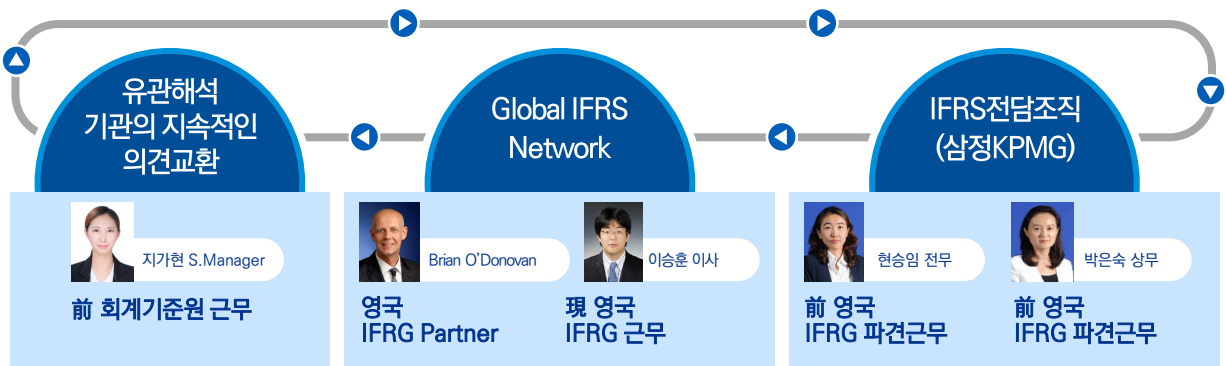 유관해석
기관의 지속적인
의견교환
지가현 S.Manager
前 회계기준원 근무
Global IFRS
Network
Brian O'Donovan
영국
IFRG Partner
이승훈 이사
現 영국
IFRG 근무
IFRS전담조직
(삼정KPMG)
현승임 전무
前 영국
IFRG 파견근무
박은숙 상무
前 영국
IFRG 파견근무